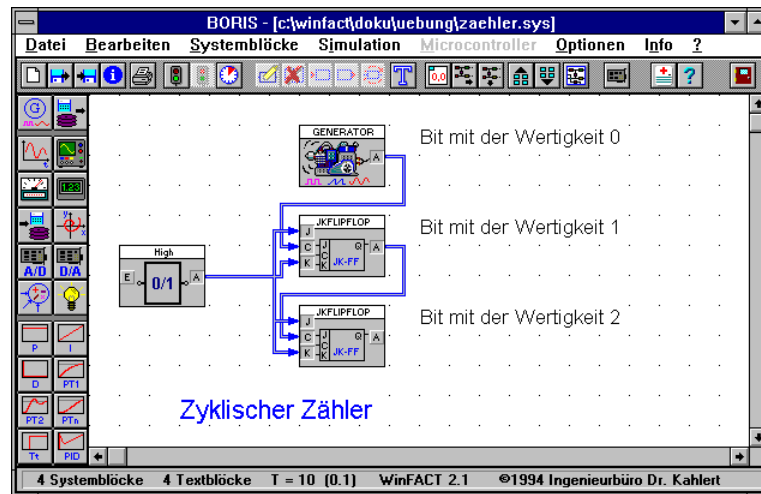 BORIS - [c:\winfact\doku\uebung\zaehler.sys]
Datei Bearbeiten Systemblöcke Simulation Microcontroller Optionen Info ?
G
t
123
A/D D/A
P I
D PT1
PT2 PTn
Tt PID
0,0
T
?
GENERATOR
A
Bit mit der Wertigkeit 0
JKFLIPFLOP
J
C J Q A
K K JK-FF
Bit mit der Wertigkeit 1
High
E 0/1 A
JKFLIPFLOP
J
C J Q A
K K JK-FF
Bit mit der Wertigkeit 2
Zyklischer Zähler
4 Systemblöcke 4 Textblöcke T = 10 (0.1) WinFACT 2.1 ©1994 Ingenieurbüro Dr. Kahlert